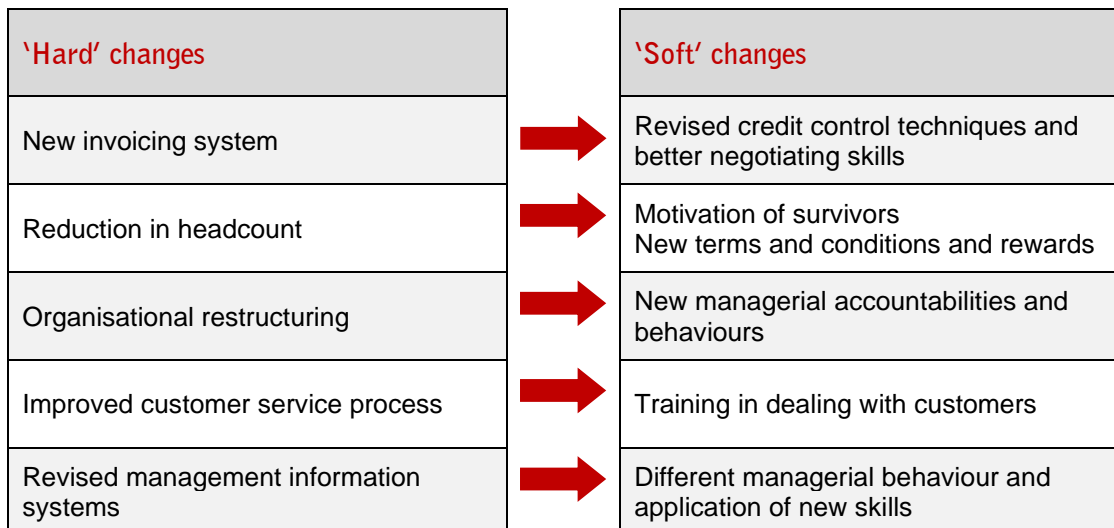 ‘Hard’ changes
‘Soft’ changes
New invoicing system
Revised credit control techniques and
better negotiating skills
Reduction in headcount
Motivation of survivors
New terms and conditions and rewards
Organisational restructuring
New managerial accountabilities and
behaviours
Improved customer service process
Training in dealing with customers
Revised management information
systems
Different managerial behaviour and
application of new skills